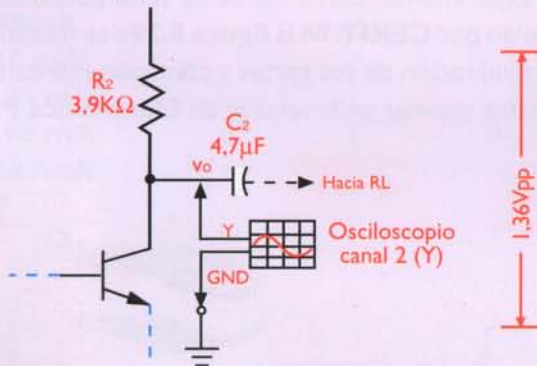 R2
3,9KΩ
C2
4,7µF
vo
Hacia RL
Y
Osciloscopio
canal 2 (Y)
GND
1,36Vpp